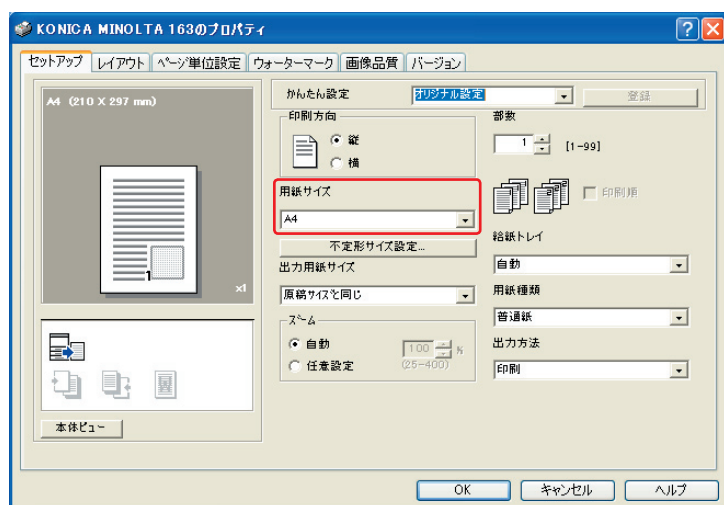 KONICA MINOLTA 163のプロパティ
セットアップ レイアウト ページ単位設定 ウォーターマーク 画像品質 バージョン
A4 (210 X 297 mm)
1
x1
本体ビュー
かんたん設定 オリジナル設定 登録
印刷方向
縦
横
用紙サイズ
A4
不定形サイズ設定...
出力用紙サイズ
原稿サイズと同じ
ズーム
自動
任意設定
100 %
(25-400)
部数
1 [1-99]
印刷順
給紙トレイ
自動
用紙種類
普通紙
出力方法
印刷
OK キャンセル ヘルプ